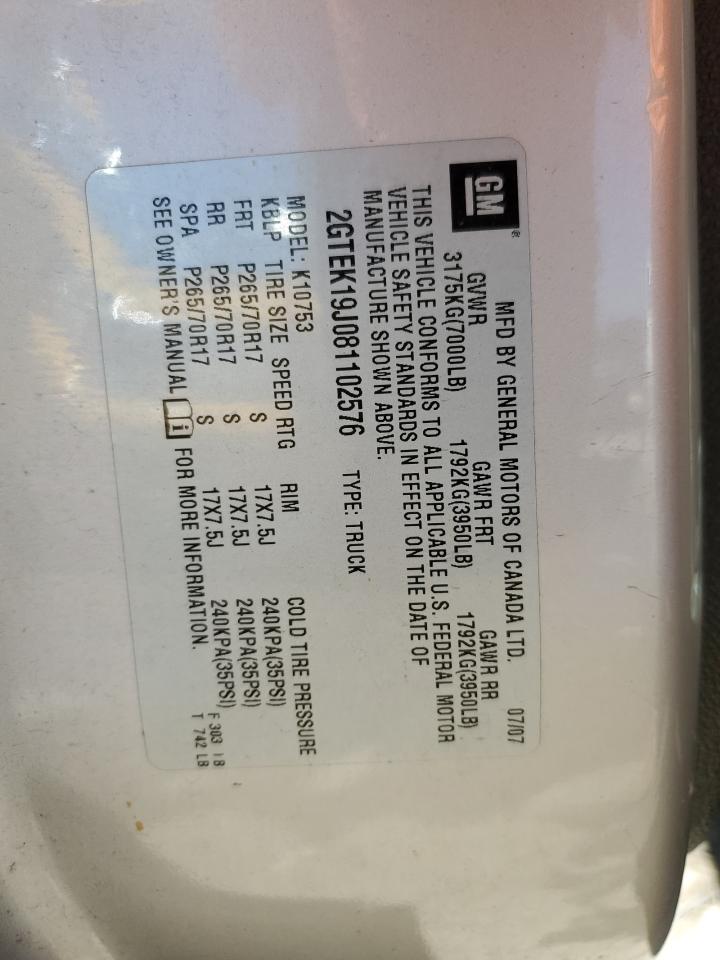 GM®
MFD BY GENERAL MOTORS OF CANADA LTD. 07/07
GVWR GAWR FRT GAWR RR
3175KG(7000LB) 1792KG(3950LB) 1792KG(3950LB)
THIS VEHICLE CONFORMS TO ALL APPLICABLE U.S. FEDERAL MOTOR
VEHICLE SAFETY STANDARDS IN EFFECT ON THE DATE OF
MANUFACTURE SHOWN ABOVE.
2GTEK19J081102576 TYPE: TRUCK
MODEL: K10753
KBLP TIRE SIZE SPEED RTG RIM COLD TIRE PRESSURE
FRT P265/70R17 S 17X7.5J 240KPA(35PSI)
RR P265/70R17 S 17X7.5J 240KPA(35PSI)
SPA P265/70R17 S 17X7.5J 240KPA(35PSI)
SEE OWNER'S MANUAL i FOR MORE INFORMATION.
F 303 LB
T 742 LB